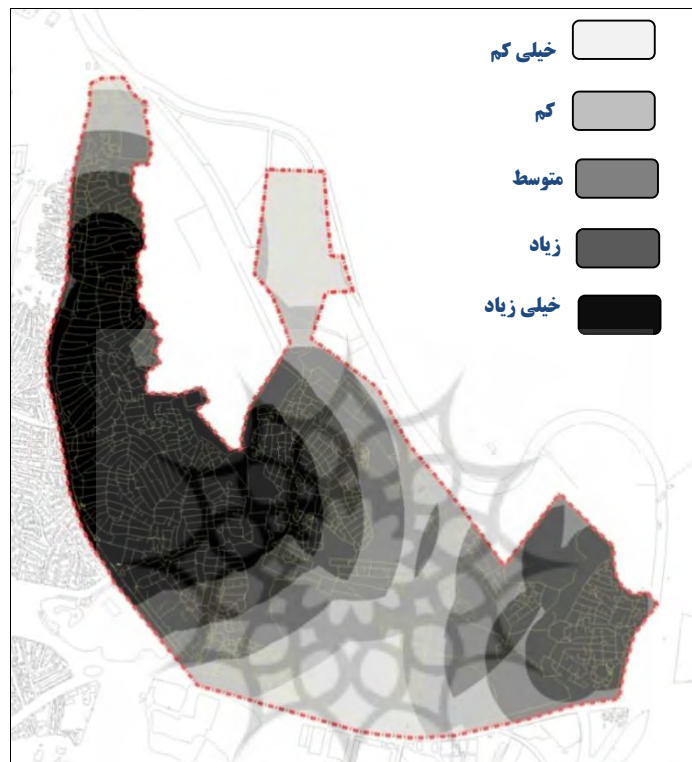 خیلی کم
کم
متوسط
زیاد
خیلی زیاد